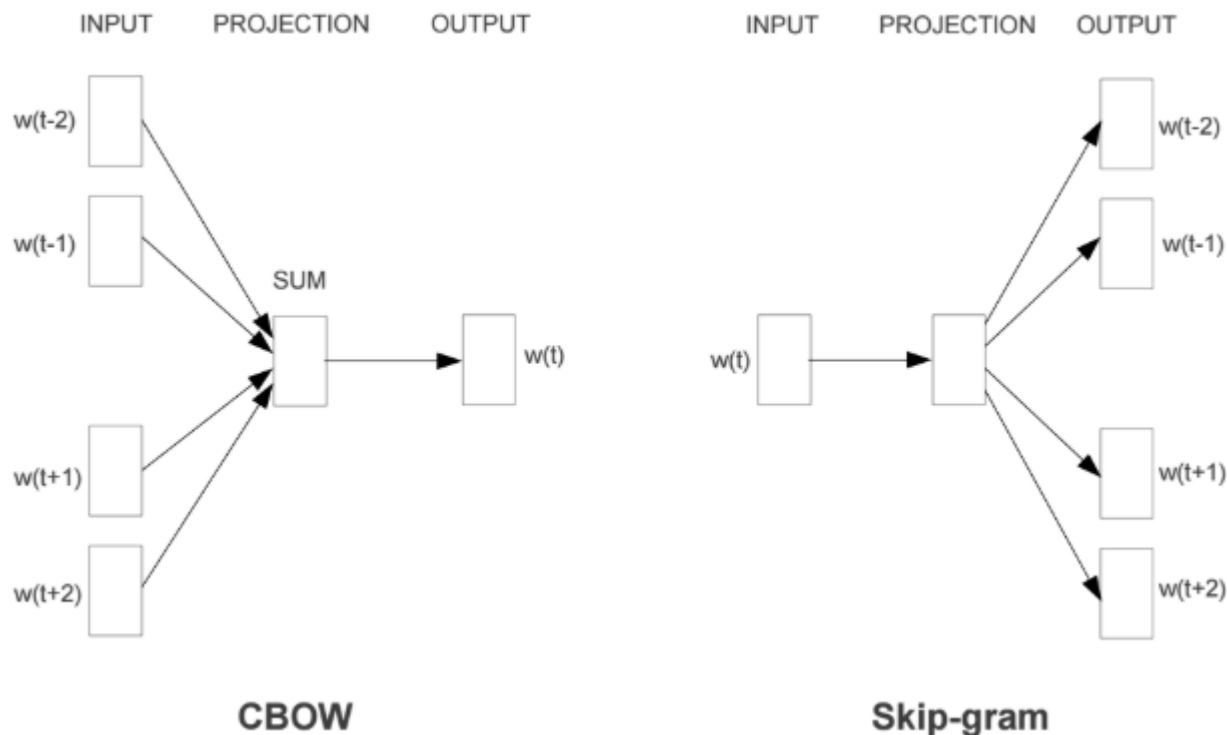 INPUT PROJECTION OUTPUT
w(t-2)
w(t-1)
SUM
w(t)
w(t+1)
w(t+2)
CBOW
INPUT PROJECTION OUTPUT
w(t-2)
w(t-1)
w(t)
w(t+1)
w(t+2)
Skip-gram